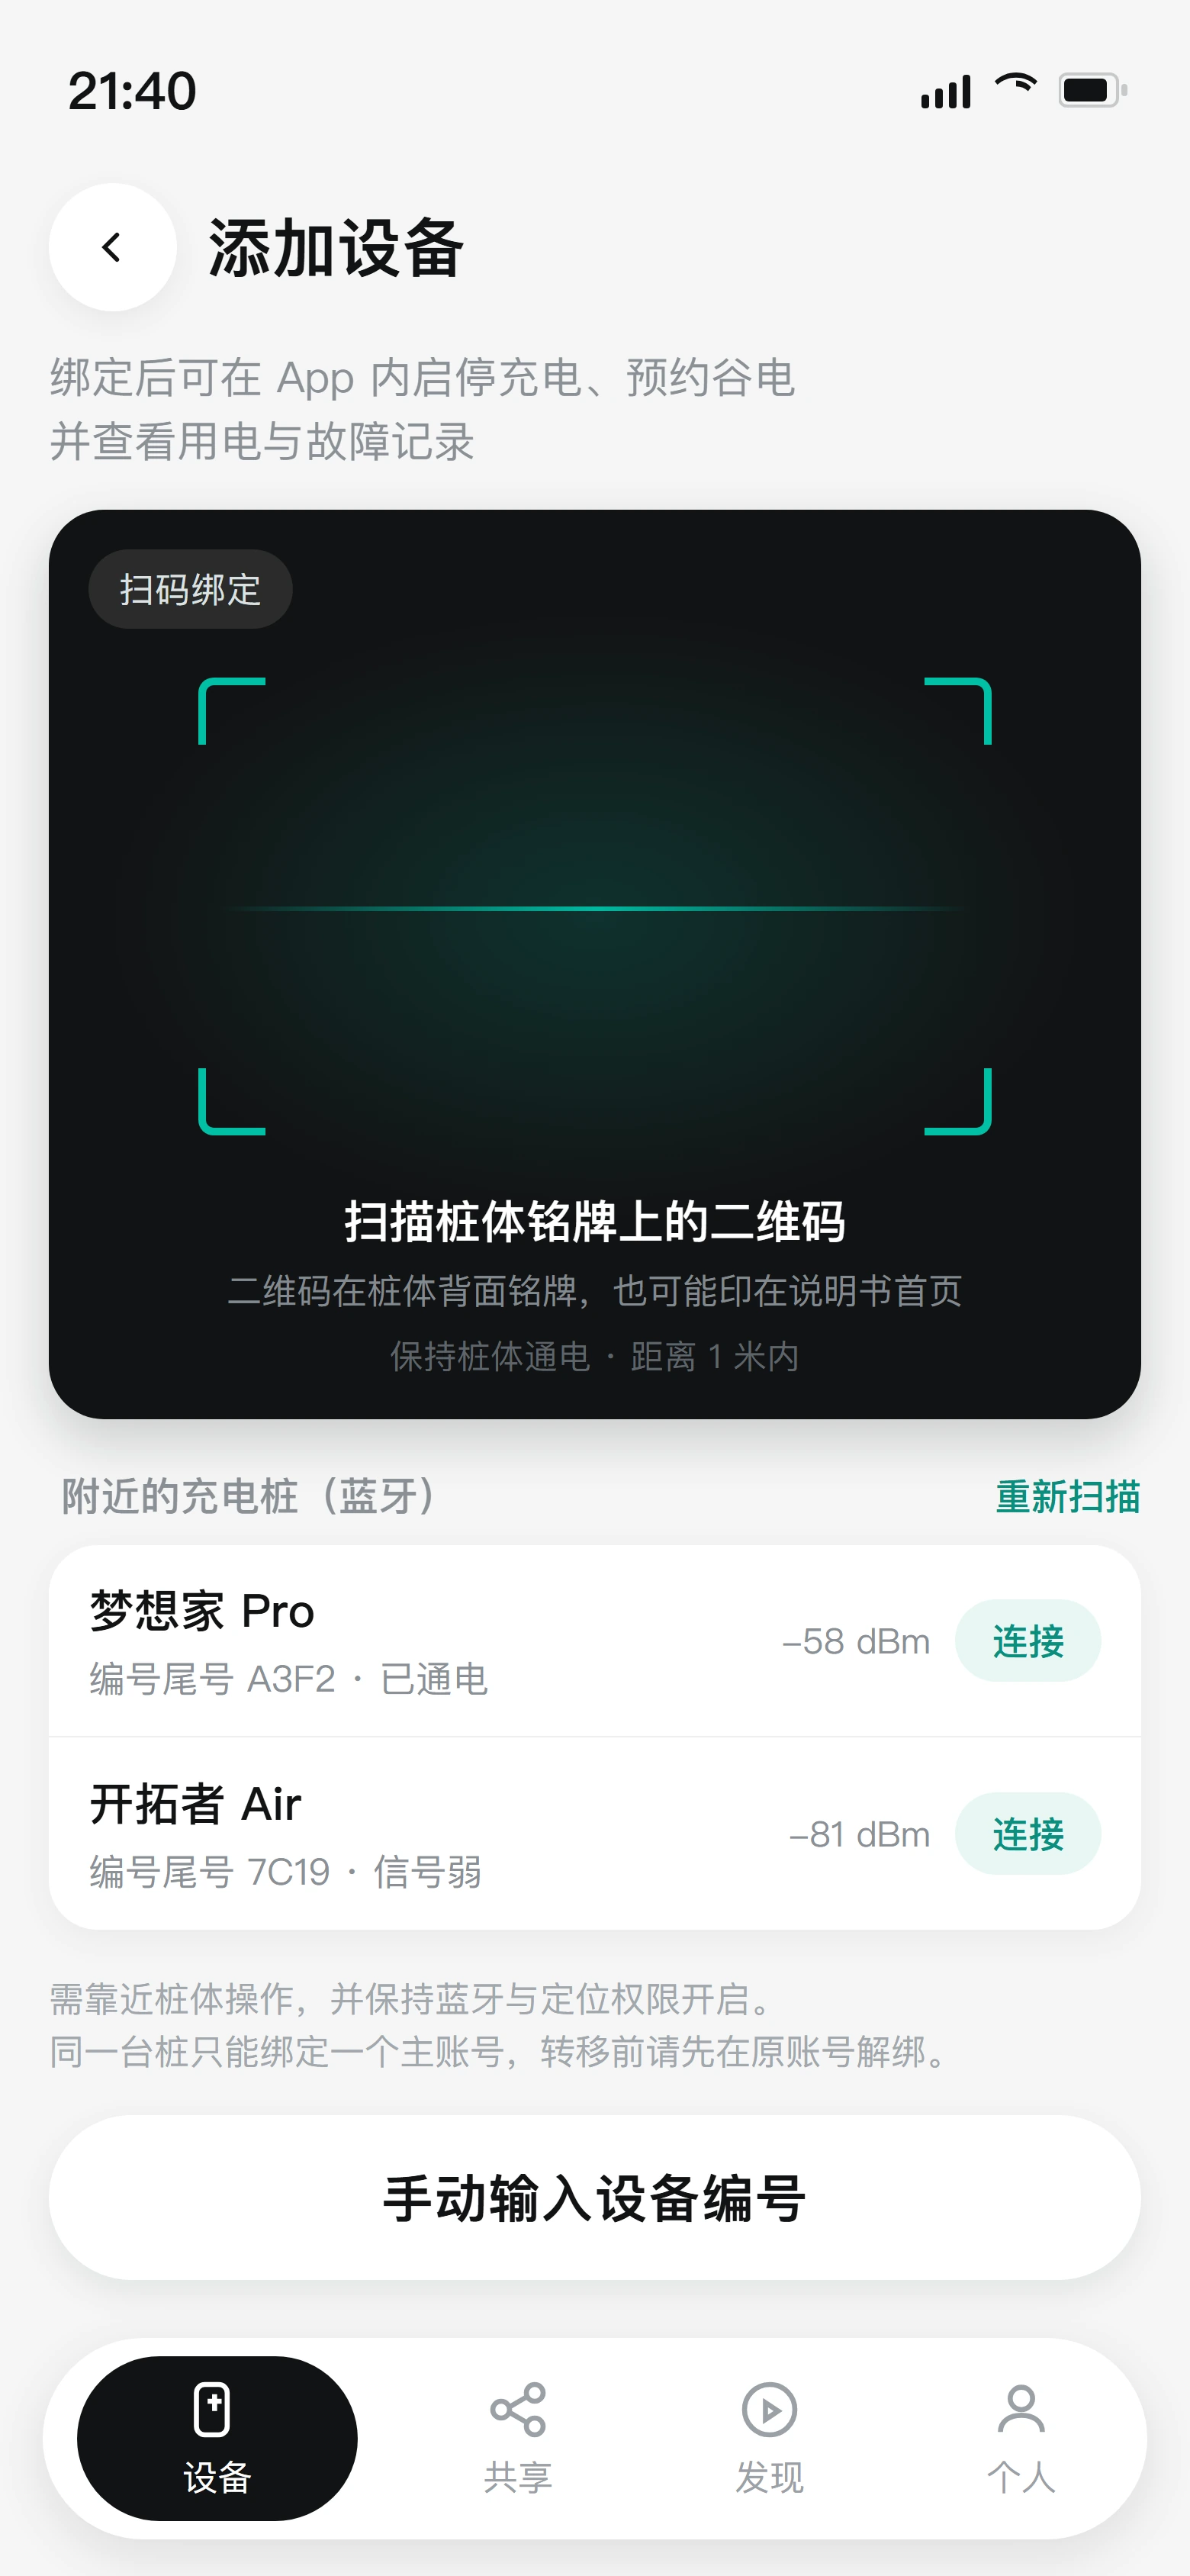 21:40
添加设备
绑定后可在 App 内启停充电、预约谷电
并查看用电与故障记录
扫码绑定
扫描桩体铭牌上的二维码
二维码在桩体背面铭牌，也可能印在说明书首页
保持桩体通电 · 距离 1 米内
附近的充电桩（蓝牙）
重新扫描
梦想家 Pro
编号尾号 A3F2 · 已通电
-58 dBm
连接
开拓者 Air
编号尾号 7C19 · 信号弱
-81 dBm
连接
需靠近桩体操作，并保持蓝牙与定位权限开启。
同一台桩只能绑定一个主账号，转移前请先在原账号解绑。
手动输入设备编号
设备
共享
发现
个人